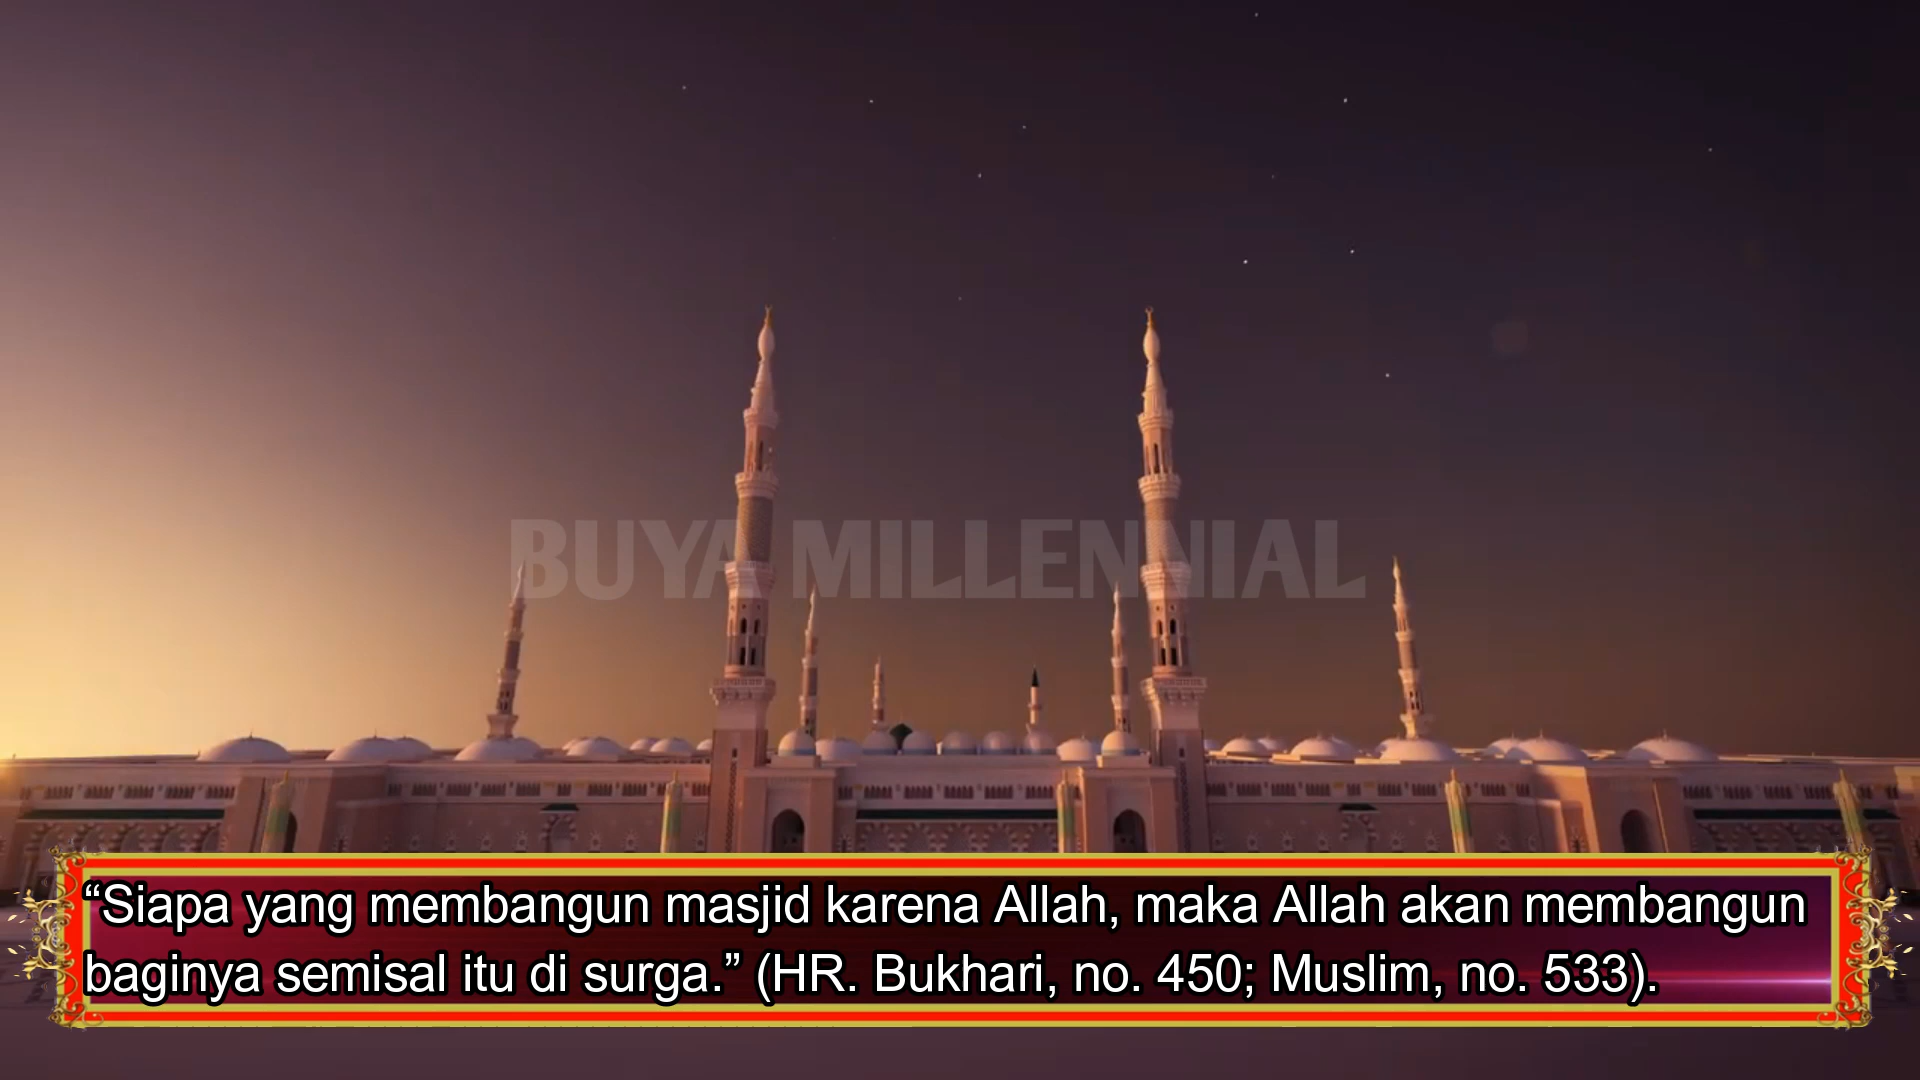 BUYA MILLENNIAL
“Siapa yang membangun masjid karena Allah, maka Allah akan membangun
baginya semisal itu di surga.” (HR. Bukhari, no. 450; Muslim, no. 533).